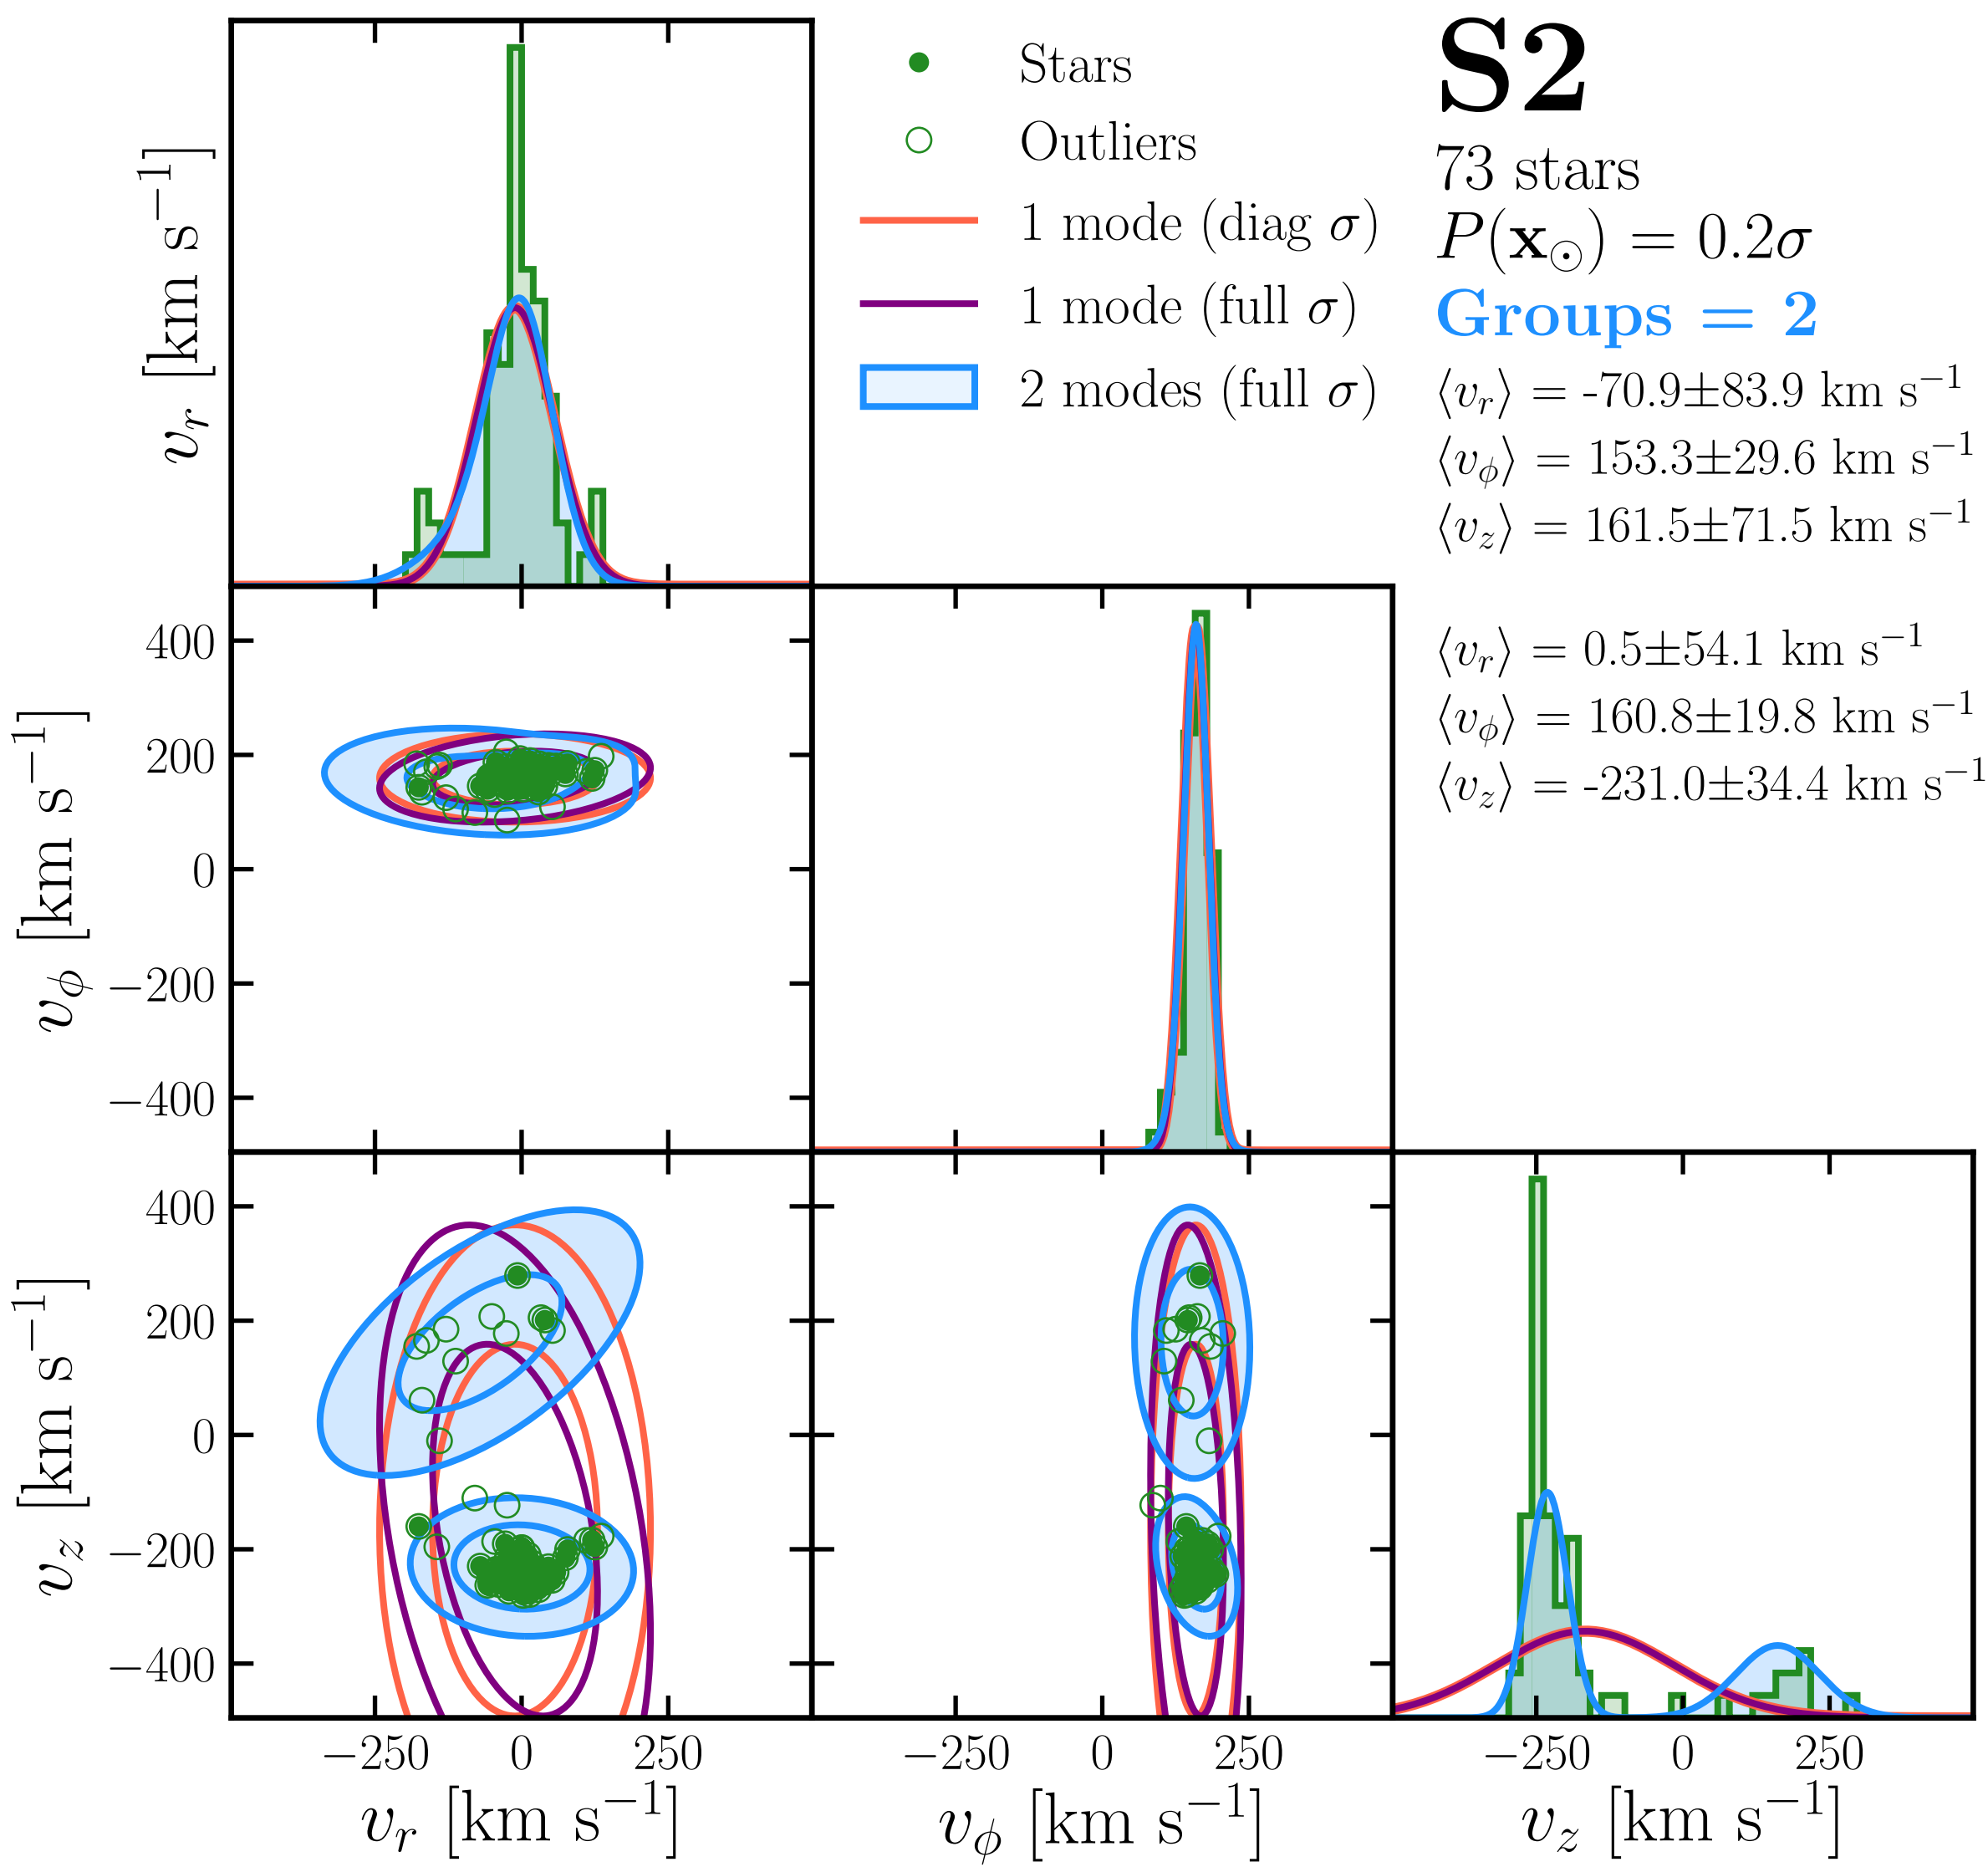 S2
73 stars
P(x⊙) = 0.2σ
Groups = 2
⟨v_r⟩ = -70.9±83.9 km s⁻¹
⟨v_ϕ⟩ = 153.3±29.6 km s⁻¹
⟨v_z⟩ = 161.5±71.5 km s⁻¹
⟨v_r⟩ = 0.5±54.1 km s⁻¹
⟨v_ϕ⟩ = 160.8±19.8 km s⁻¹
⟨v_z⟩ = -231.0±34.4 km s⁻¹
Stars
Outliers
1 mode (diag σ)
1 mode (full σ)
2 modes (full σ)
v_r [km s⁻¹]
v_ϕ [km s⁻¹]
400
200
0
−200
−400
v_z [km s⁻¹]
400
200
0
−200
−400
−250 0 250
−250 0 250
−250 0 250
v_r [km s⁻¹]
v_ϕ [km s⁻¹]
v_z [km s⁻¹]